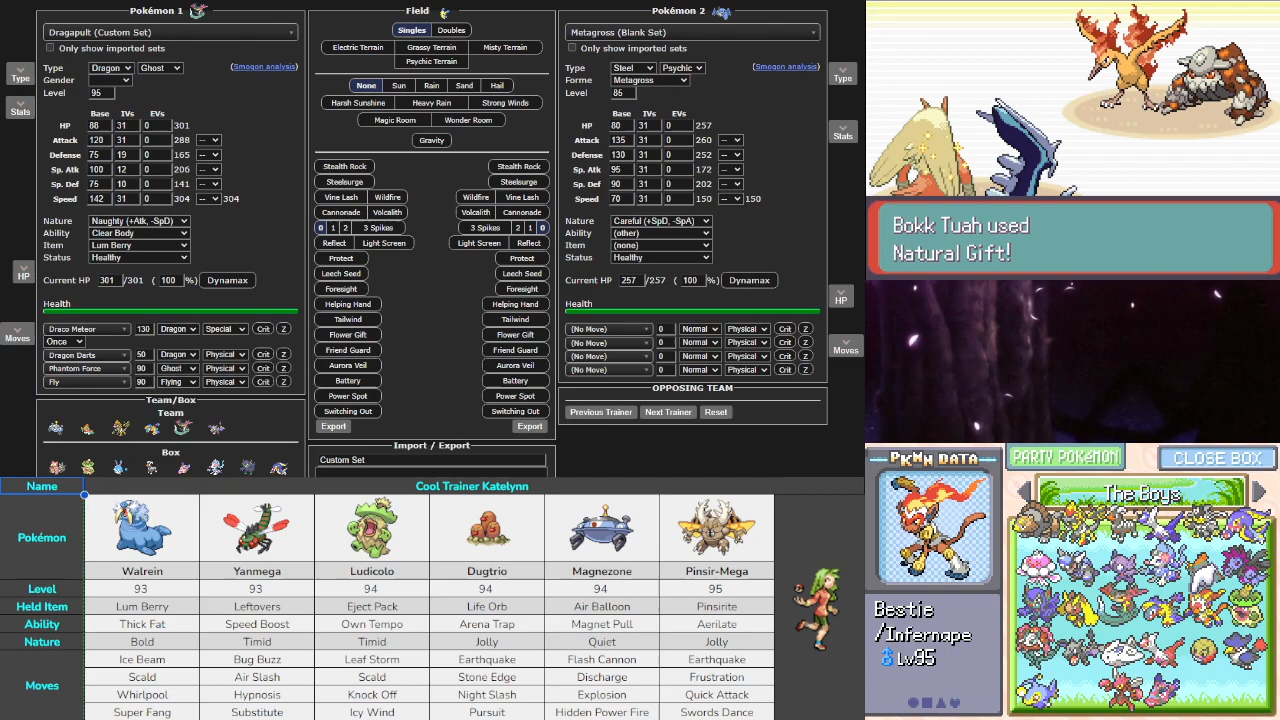 Pokémon 1
Dragapult (Custom Set)
Only show imported sets
Type Dragon Ghost (Smogon analysis)
Gender
Level 95
Base IVs EVs
HP 88 31 0 301
Attack 120 31 0 288 --
Defense 75 19 0 165 --
Sp. Atk 100 12 0 206 --
Sp. Def 75 10 0 141 --
Speed 142 31 0 304 -- 304
Nature Naughty (+Atk, -SpD)
Ability Clear Body
Item Lum Berry
Status Healthy
Current HP 301 /301 ( 100 %) Dynamax
Health
Draco Meteor 130 Dragon Special Crit Z
Once
Dragon Darts 50 Dragon Physical Crit Z
Phantom Force 90 Ghost Physical Crit Z
Fly 90 Flying Physical Crit Z
Team/Box
Team
Box
Type
Stats
HP
Moves
Field
Singles Doubles
Electric Terrain Grassy Terrain Misty Terrain
Psychic Terrain
None Sun Rain Sand Hail
Harsh Sunshine Heavy Rain Strong Winds
Magic Room Wonder Room
Gravity
Stealth Rock Stealth Rock
Steelsurge Steelsurge
Vine Lash Wildfire Wildfire Vine Lash
Cannonade Volcalith Volcalith Cannonade
0 1 2 3 Spikes 3 Spikes 2 1 0
Reflect Light Screen Light Screen Reflect
Protect Protect
Leech Seed Leech Seed
Foresight Foresight
Helping Hand Helping Hand
Tailwind Tailwind
Flower Gift Flower Gift
Friend Guard Friend Guard
Aurora Veil Aurora Veil
Battery Battery
Power Spot Power Spot
Switching Out Switching Out
Export Export
Import / Export
Custom Set
Pokémon 2
Metagross (Blank Set)
Only show imported sets
Type Steel Psychic (Smogon analysis)
Forme Metagross
Level 85
Base IVs EVs
HP 80 31 0 257
Attack 135 31 0 260 --
Defense 130 31 0 252 --
Sp. Atk 95 31 0 172 --
Sp. Def 90 31 0 202 --
Speed 70 31 0 150 -- 150
Nature Careful (+SpD, -SpA)
Ability (other)
Item (none)
Status Healthy
Current HP 257 /257 ( 100 %) Dynamax
Health
(No Move) 0 Normal Physical Crit Z
(No Move) 0 Normal Physical Crit Z
(No Move) 0 Normal Physical Crit Z
(No Move) 0 Normal Physical Crit Z
OPPOSING TEAM
Previous Trainer Next Trainer Reset
Type
Stats
HP
Moves
Bokk Tuah used
Natural Gift!
Name Cool Trainer Katelynn
Pokémon Walrein Yanmega Ludicolo Dugtrio Magnezone Pinsir-Mega
Level 93 93 94 94 94 95
Held Item Lum Berry Leftovers Eject Pack Life Orb Air Balloon Pinsirite
Ability Thick Fat Speed Boost Own Tempo Arena Trap Magnet Pull Aerilate
Nature Bold Timid Timid Jolly Quiet Jolly
Moves
Ice Beam Bug Buzz Leaf Storm Earthquake Flash Cannon Earthquake
Scald Air Slash Scald Stone Edge Discharge Frustration
Whirlpool Hypnosis Knock Off Night Slash Explosion Quick Attack
Super Fang Substitute Icy Wind Pursuit Hidden Power Fire Swords Dance
PKMN DATA
PARTY POKéMON
CLOSE BOX
The Boys
Bestie
/Infernape
♂ Lv95